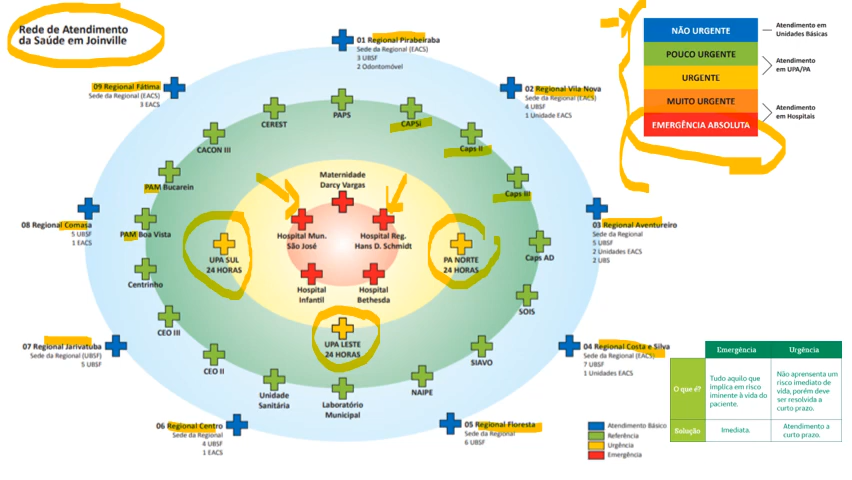 Rede de Atendimento
da Saúde em Joinville
01 Regional Pirabeiraba
Sede da Regional (EACS)
3 UBSF
2 Odontomóvel
09 Regional Fátima
Sede da Regional (EACS)
3 EACS
02 Regional Vila Nova
Sede da Regional (EACS)
4 UBSF
1 Unidade EACS
NÃO URGENTE
POUCO URGENTE
URGENTE
MUITO URGENTE
EMERGÊNCIA ABSOLUTA
Atendimento em
Unidades Básicas
Atendimento
em UPA/PA
Atendimento
em Hospitais
PAPS
CEREST
CAPSi
CACON III
Caps II
PAM Bucarein
Caps III
Maternidade
Darcy Vargas
08 Regional Comasa
5 UBSF
1 EACS
PAM Boa Vista
Hospital Mun.
São José
Hospital Reg.
Hans D. Schmidt
03 Regional Aventureiro
Sede da Regional
5 UBSF
2 Unidades EACS
2 UBS
UPA SUL
24 HORAS
PA NORTE
24 HORAS
Caps AD
Centrinho
Hospital
Infantil
Hospital
Bethesda
SOIS
CEO III
UPA LESTE
24 HORAS
07 Regional Jarivatuba
Sede da Regional (UBSF)
5 UBSF
04 Regional Costa e Silva
Sede da Regional (EACS)
7 UBSF
1 Unidades EACS
CEO II
SIAVO
Unidade
Sanitária
Laboratório
Municipal
NAIPE
06 Regional Centro
Sede da Regional
4 UBSF
1 EACS
05 Regional Floresta
Sede da Regional
6 UBSF
Atendimento Básico
Referência
Urgência
Emergência
Emergência
Urgência
O que é?
Tudo aquilo que
implica em risco
iminente à vida do
paciente.
Não aprensenta um
risco imediato de
vida, porém deve
ser resolvida a
curto prazo.
Solução
Imediata.
Atendimento a
curto prazo.